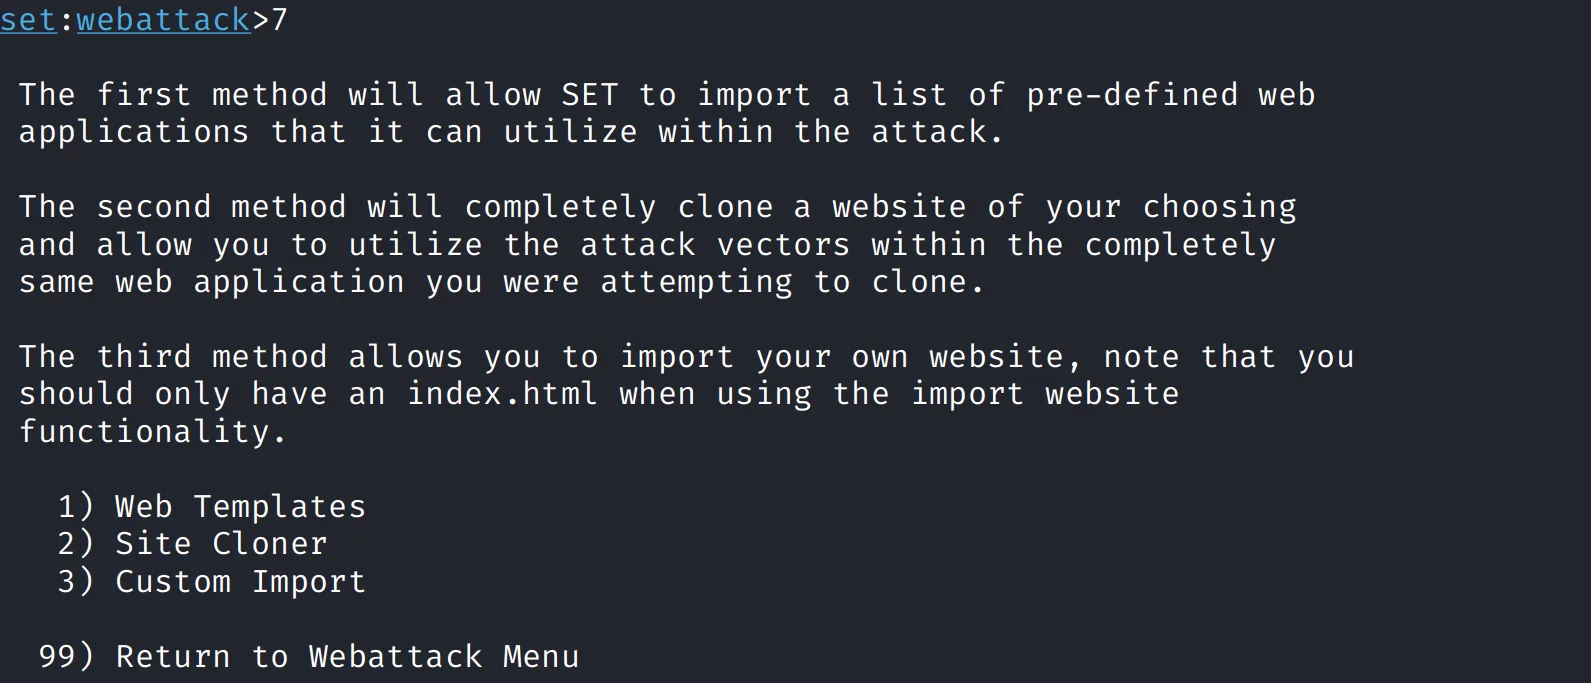 set:webattack>7
The first method will allow SET to import a list of pre-defined web
applications that it can utilize within the attack.
The second method will completely clone a website of your choosing
and allow you to utilize the attack vectors within the completely
same web application you were attempting to clone.
The third method allows you to import your own website, note that you
should only have an index.html when using the import website
functionality.
1) Web Templates
2) Site Cloner
3) Custom Import
99) Return to Webattack Menu